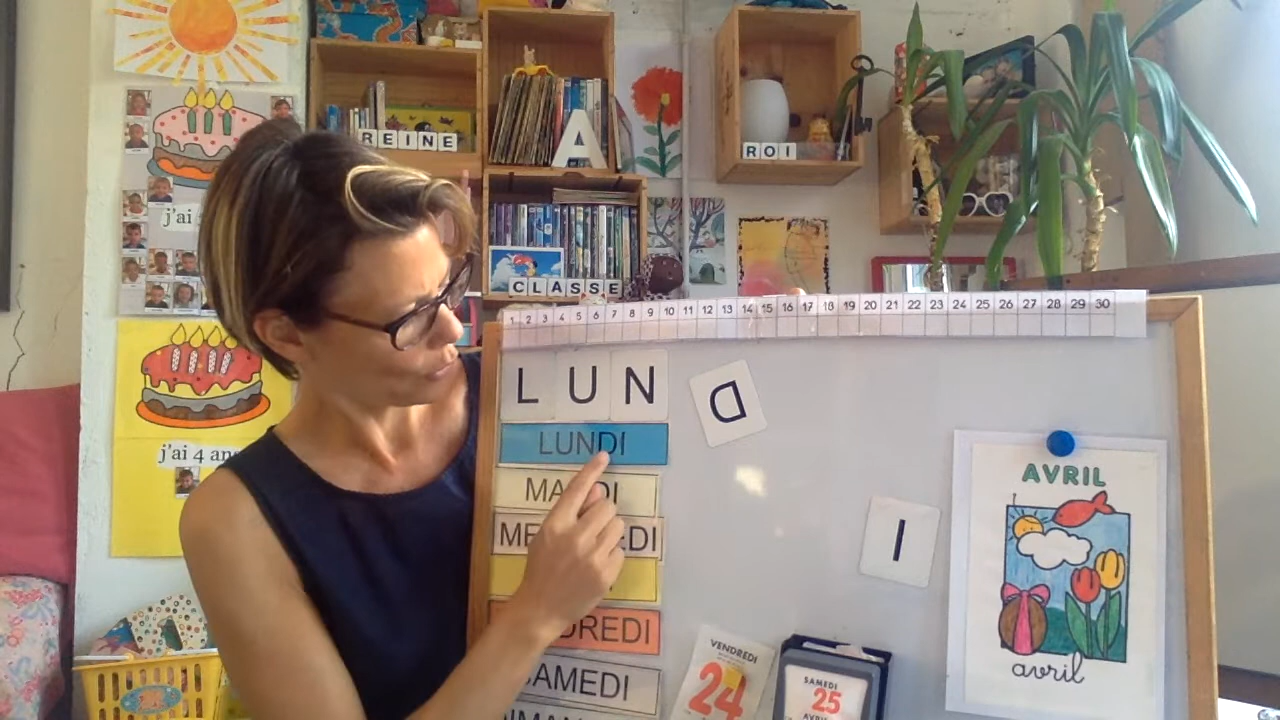 REINE
A
ROI
CLASSE
j'ai
j'ai 4 ans
1 2 3 4 5 6 7 8 9 10 11 12 13 14 15 16 17 18 19 20 21 22 23 24 25 26 27 28 29 30
L U N D
I
LUNDI
SAMEDI
AVRIL
avril
VENDREDI
24
SAMEDI
25